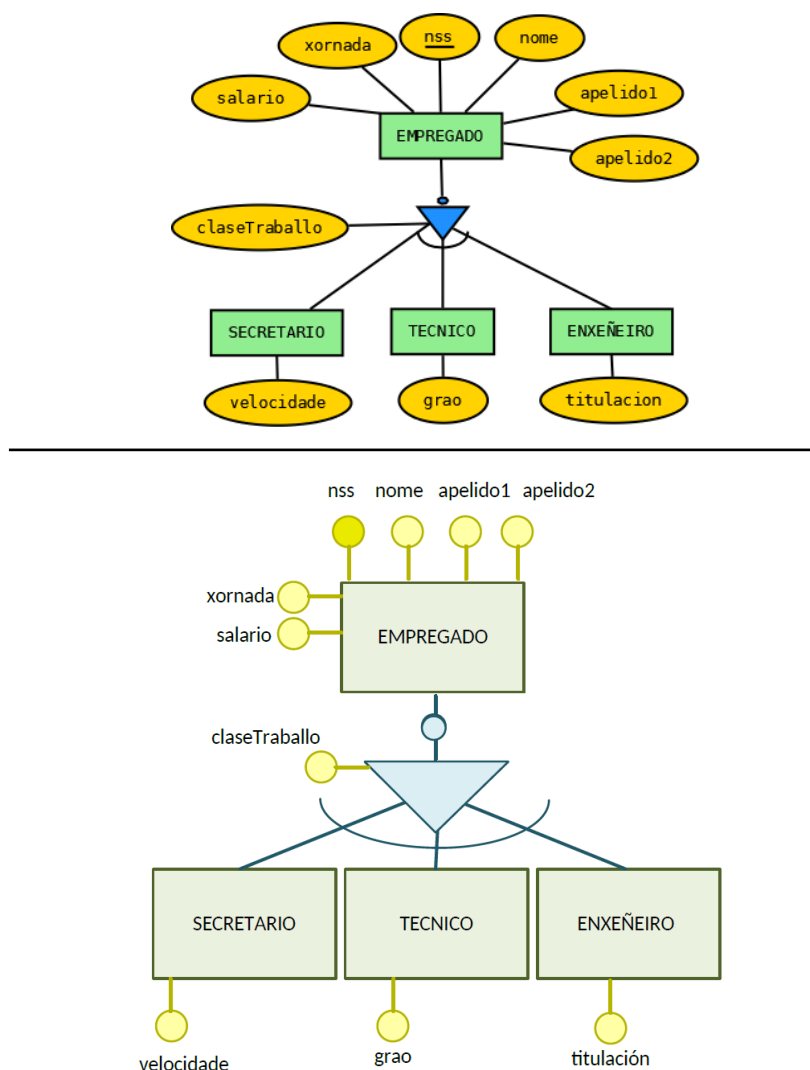 nss
xornada
nome
salario
apelido1
EMPREGADO
apelido2
claseTraballo
SECRETARIO
TECNICO
ENXEÑEIRO
velocidade
grao
titulacion
nss nome apelido1 apelido2
xornada
salario
EMPREGADO
claseTraballo
SECRETARIO
TECNICO
ENXEÑEIRO
velocidade
grao
titulación